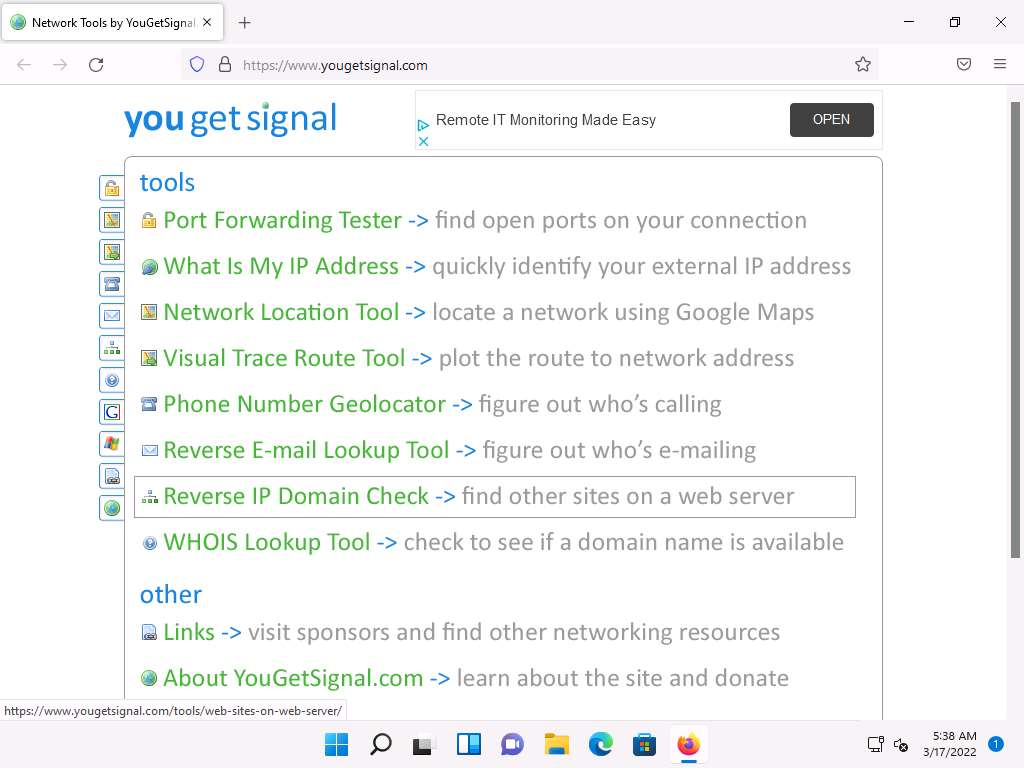 Network Tools by YouGetSignal
https://www.yougetsignal.com
you get signal
Remote IT Monitoring Made Easy
OPEN
tools
Port Forwarding Tester -> find open ports on your connection
What Is My IP Address -> quickly identify your external IP address
Network Location Tool -> locate a network using Google Maps
Visual Trace Route Tool -> plot the route to network address
Phone Number Geolocator -> figure out who's calling
Reverse E-mail Lookup Tool -> figure out who's e-mailing
Reverse IP Domain Check -> find other sites on a web server
WHOIS Lookup Tool -> check to see if a domain name is available
other
Links -> visit sponsors and find other networking resources
About YouGetSignal.com -> learn about the site and donate
https://www.yougetsignal.com/tools/web-sites-on-web-server/
5:38 AM
3/17/2022
1